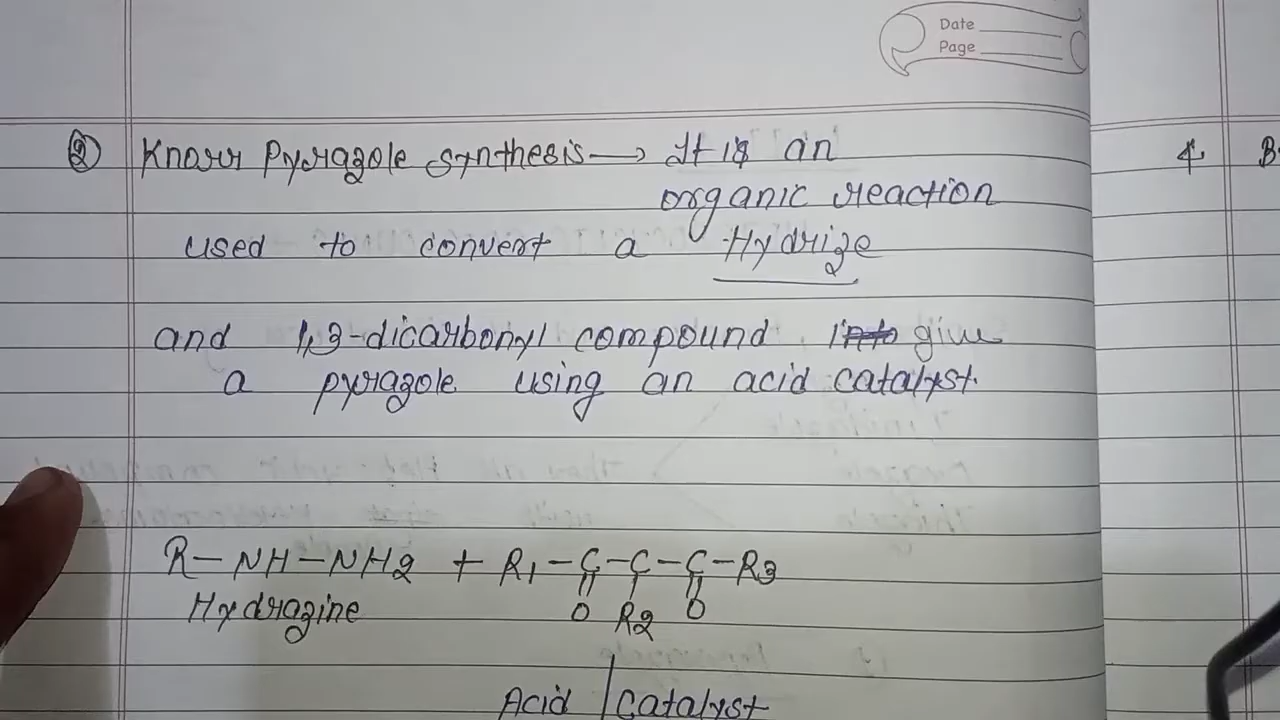 Date
Page
② Knorr Pyrazole Synthesis → It is an
organic reaction
used to convert a Hydrize
and 1,3-dicarbonyl compound give
a pyrazole using an acid catalyst.
R-NH-NH2 + R1-C-C-C-R3
O R2 O
Hydrazine
Acid catalyst
4.
B